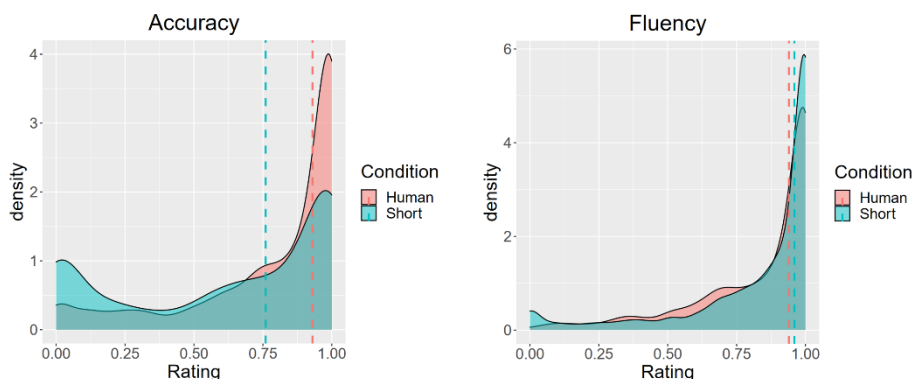 Accuracy
4
3
2
1
0
density
0.00 0.25 0.50 0.75 1.00
Rating
Condition
Human
Short
Fluency
6
4
2
0
density
0.00 0.25 0.50 0.75 1.00
Rating
Condition
Human
Short